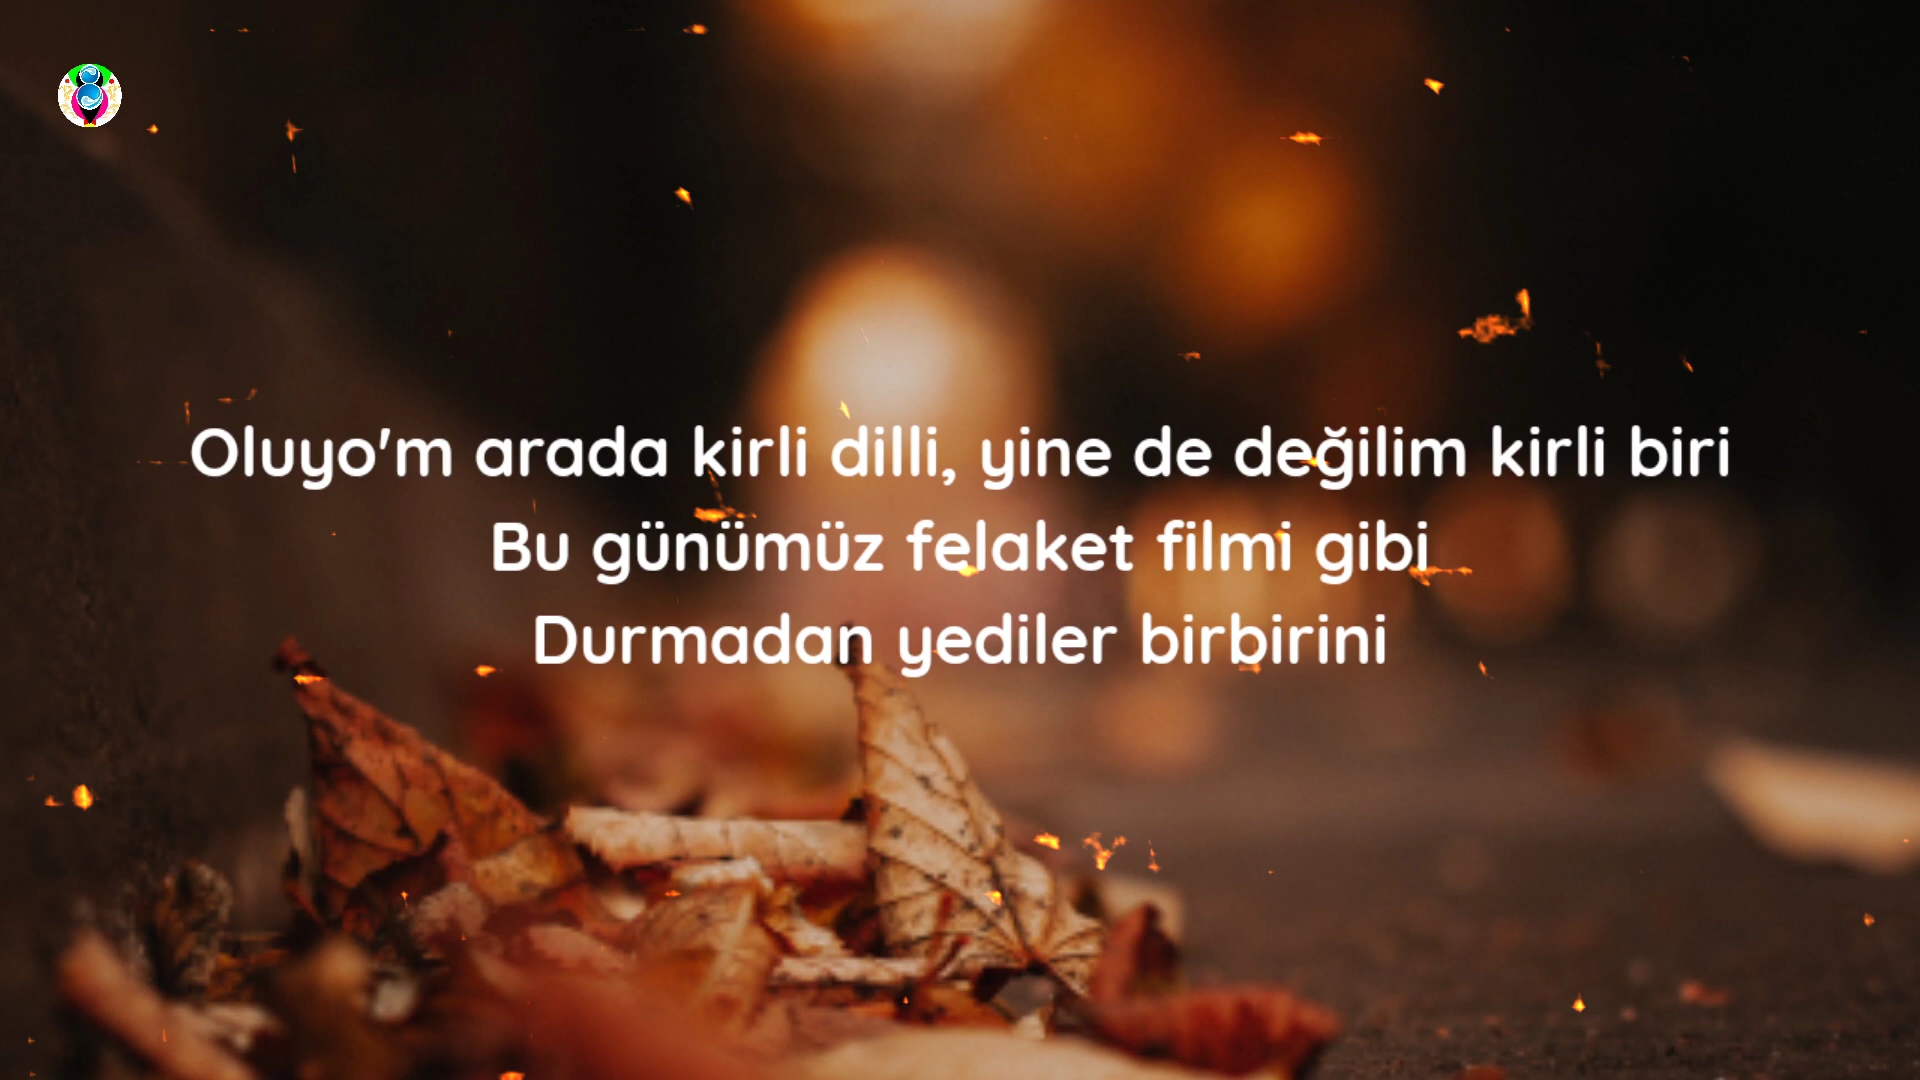 Oluyo'm arada kirli dilli, yine de değilim kirli biri
Bu günümüz felaket filmi gibi
Durmadan yediler birbirini